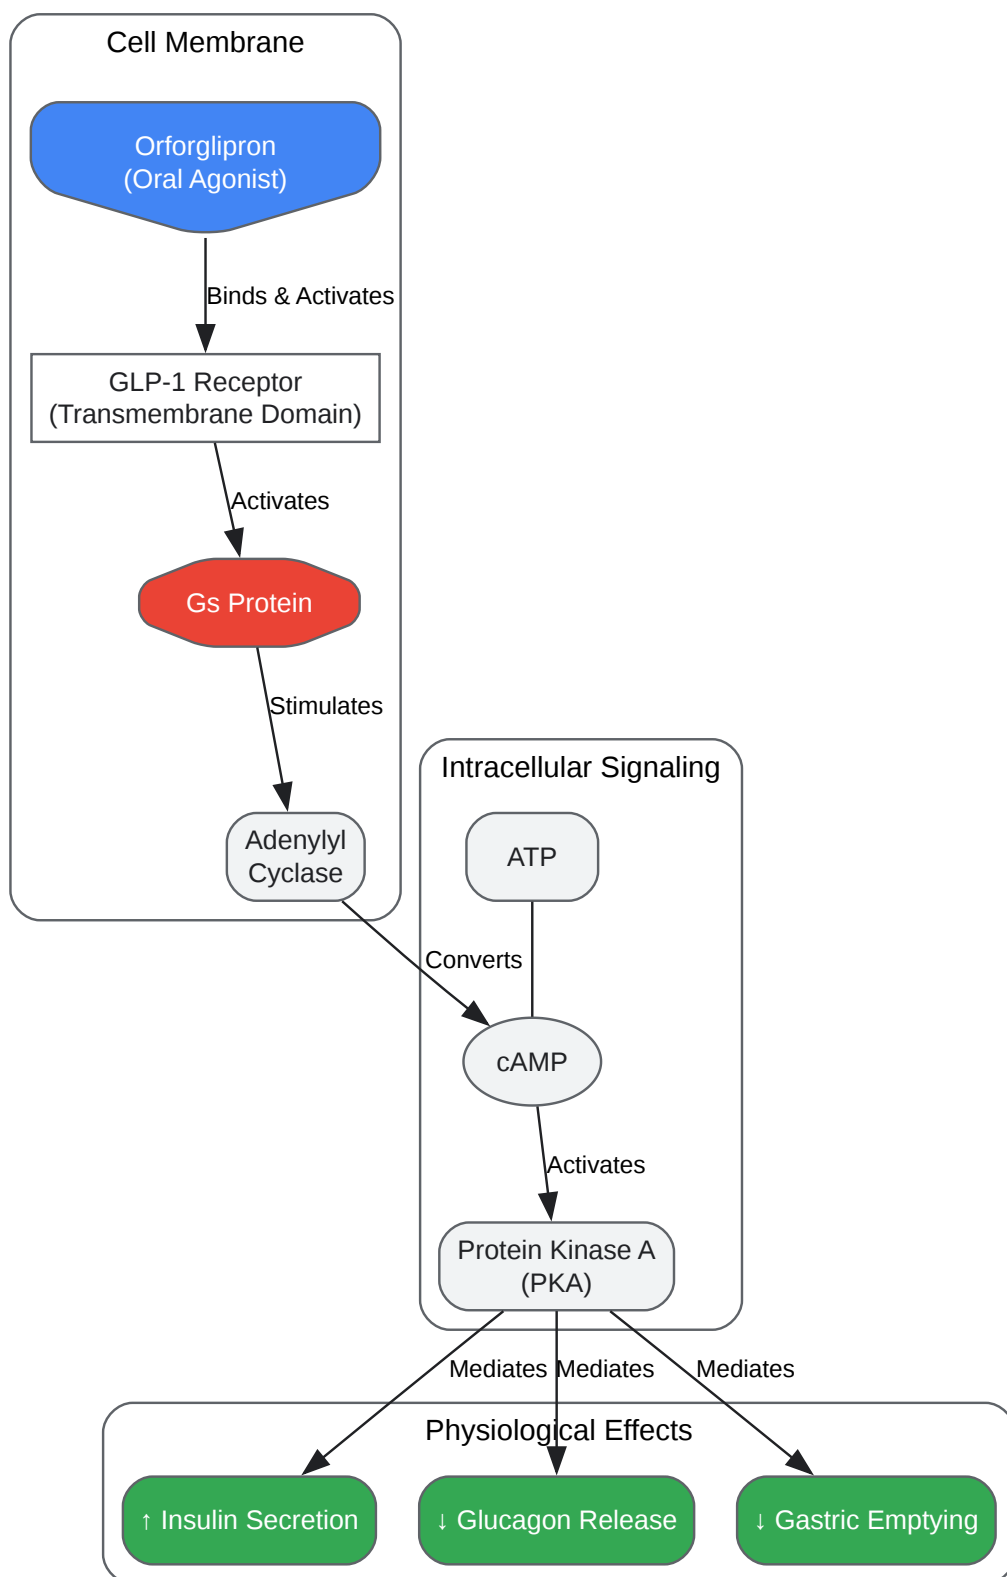 Cell Membrane
Orforglipron
(Oral Agonist)
Binds & Activates
GLP-1 Receptor
(Transmembrane Domain)
Activates
Gs Protein
Stimulates
Adenylyl
Cyclase
Intracellular Signaling
ATP
Converts
cAMP
Activates
Protein Kinase A
(PKA)
Mediates
Mediates
Mediates
Physiological Effects
↑ Insulin Secretion
↓ Glucagon Release
↓ Gastric Emptying